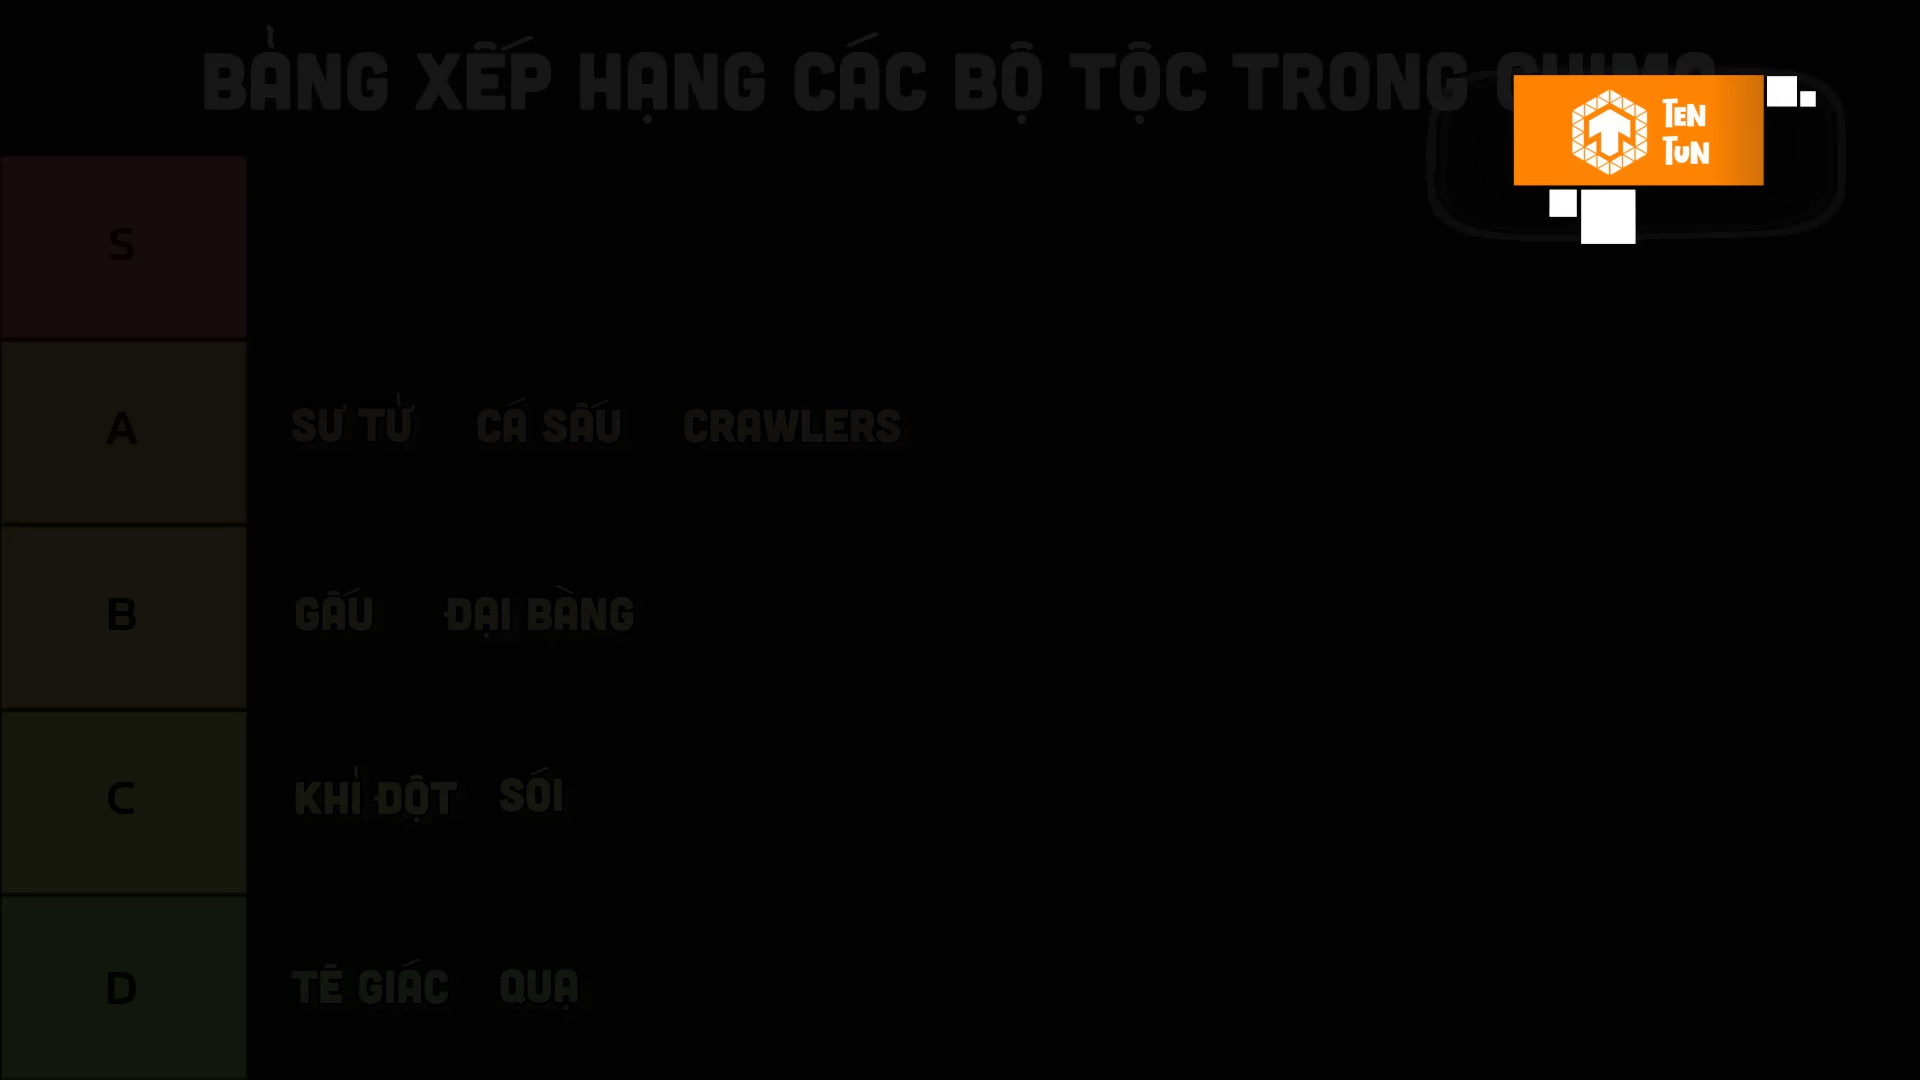 BẢNG XẾP HẠNG CÁC BỘ TỘC TRONG
TEN
TUN
S
A
SƯ TỬ CÁ SẤU CRAWLERS
B
GẤU ĐẠI BÀNG
C
KHỈ ĐỘT SÓI
D
TÊ GIÁC QUẠ